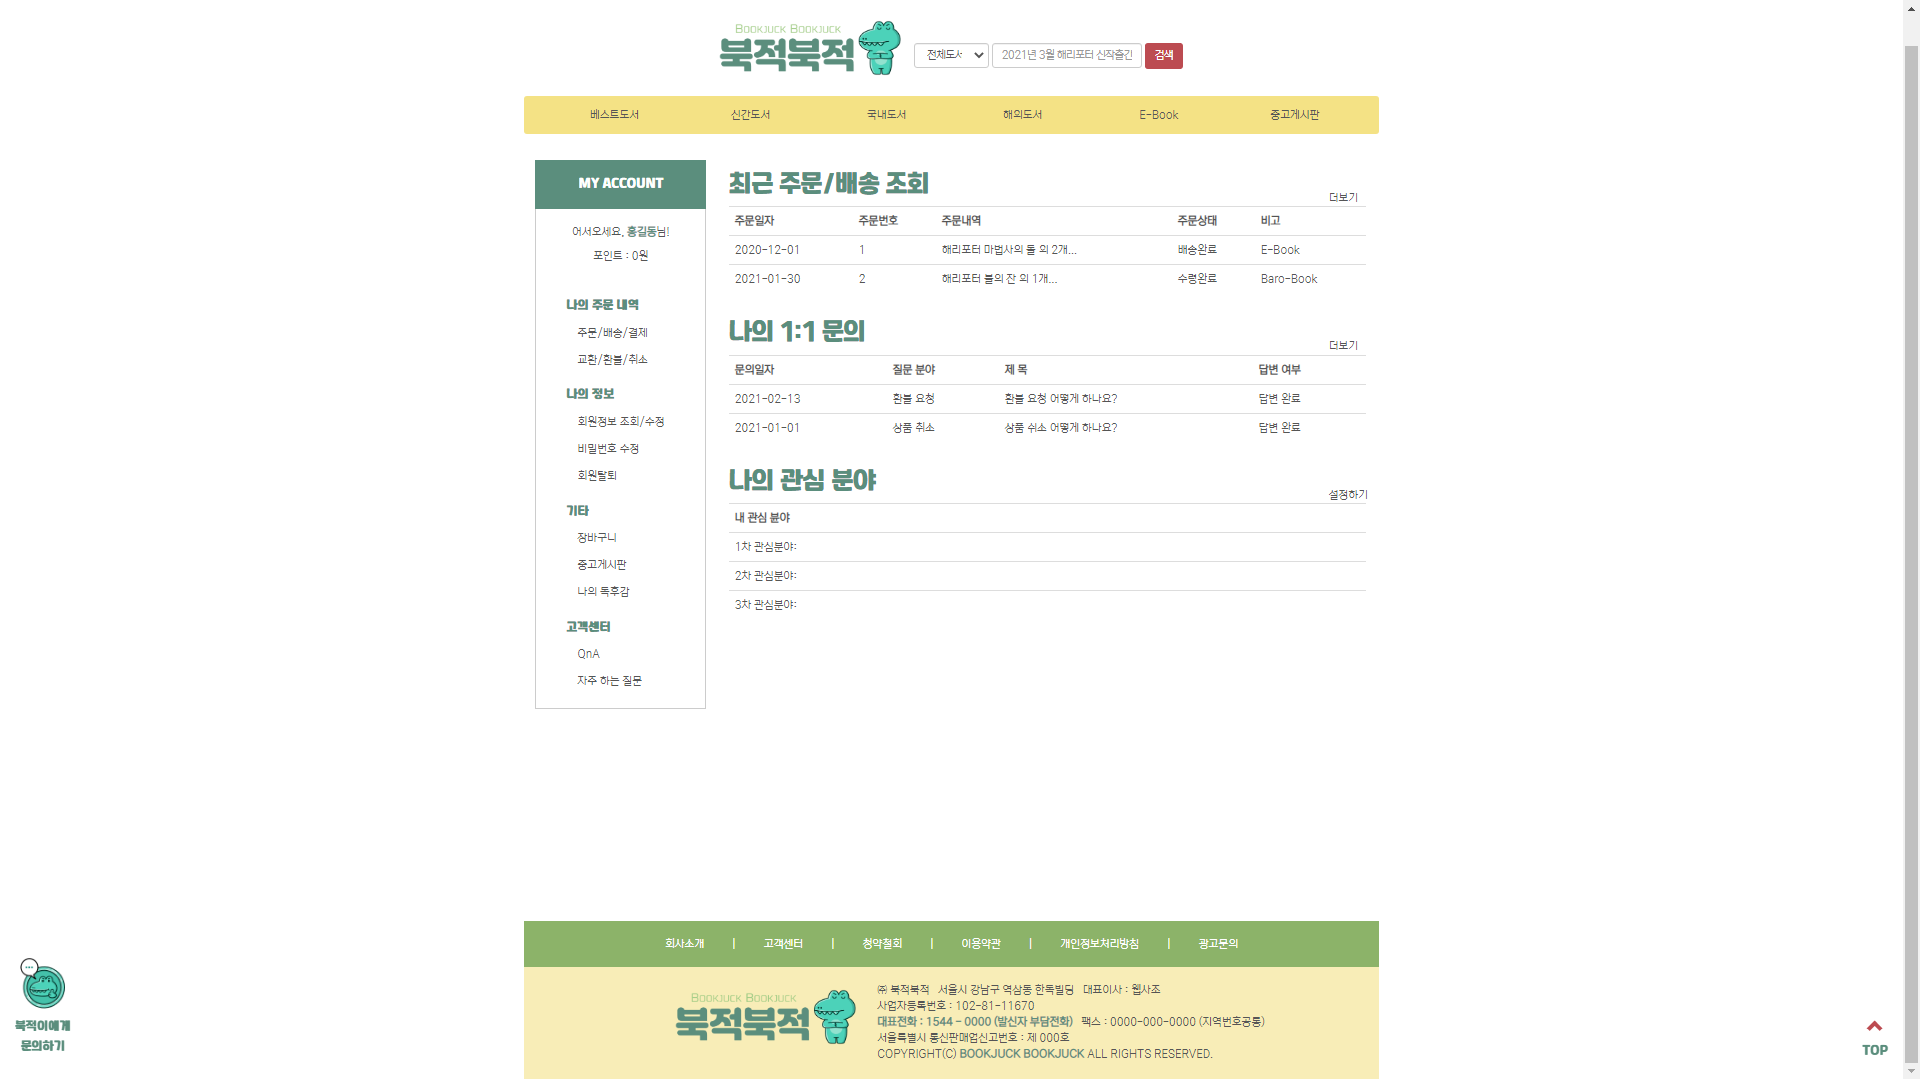 BOOKJUCK BOOKJUCK
북적북적
전체도서 2021년 3월 해리포터 신작출간 검색
베스트도서 신간도서 국내도서 해외도서 E-Book 중고게시판
MY ACCOUNT
어서오세요, 홍길동님!
포인트 : 0원
나의 주문 내역
주문/배송/결제
교환/환불/취소
나의 정보
회원정보 조회/수정
비밀번호 수정
회원탈퇴
기타
장바구니
중고게시판
나의 독후감
고객센터
QnA
자주 하는 질문
최근 주문/배송 조회
더보기
주문일자 주문번호 주문내역 주문상태 비고
2020-12-01 1 해리포터 마법사의 돌 외 2개... 배송완료 E-Book
2021-01-30 2 해리포터 불의 잔 외 1개... 수령완료 Baro-Book
나의 1:1 문의
더보기
문의일자 질문 분야 제 목 답변 여부
2021-02-13 환불 요청 환불 요청 어떻게 하나요? 답변 완료
2021-01-01 상품 취소 상품 취소 어떻게 하나요? 답변 완료
나의 관심 분야
설정하기
내 관심 분야
1차 관심분야:
2차 관심분야:
3차 관심분야:
회사소개 | 고객센터 | 청약철회 | 이용약관 | 개인정보처리방침 | 광고문의
BOOKJUCK BOOKJUCK
북적북적
㈜ 북적북적 서울시 강남구 역삼동 한독빌딩 대표이사 : 웹사조
사업자등록번호 : 102-81-11670
대표전화 : 1544 - 0000 (발신자 부담전화) 팩스 : 0000-000-0000 (지역번호공통)
서울특별시 통신판매업신고번호 : 제 000호
COPYRIGHT(C) BOOKJUCK BOOKJUCK ALL RIGHTS RESERVED.
북적이에게
문의하기
TOP